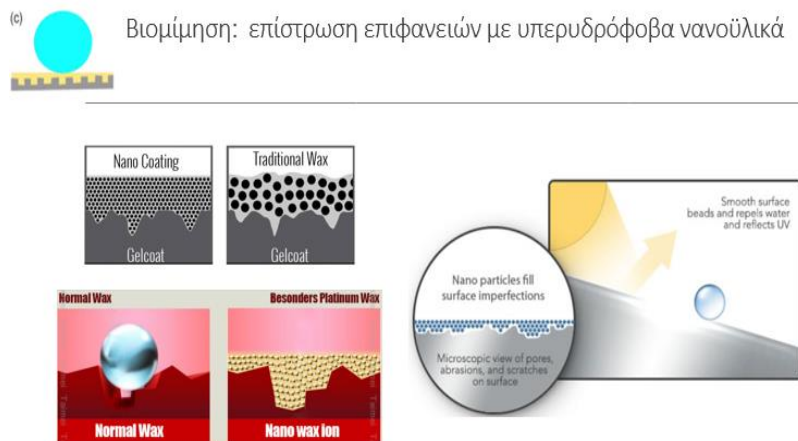 (c)
Βιομίμηση: επίστρωση επιφανειών με υπερυδρόφοβα νανοϋλικά
Nano Coating
Gelcoat
Traditional Wax
Gelcoat
Normal Wax
Besonders Platinum Wax
Normal Wax
Nano wax ion
Nano particles fill
surface imperfections
Microscopic view of pores,
abrasions, and scratches
on surface
Smooth surface
beads and repels water
and reflects UV